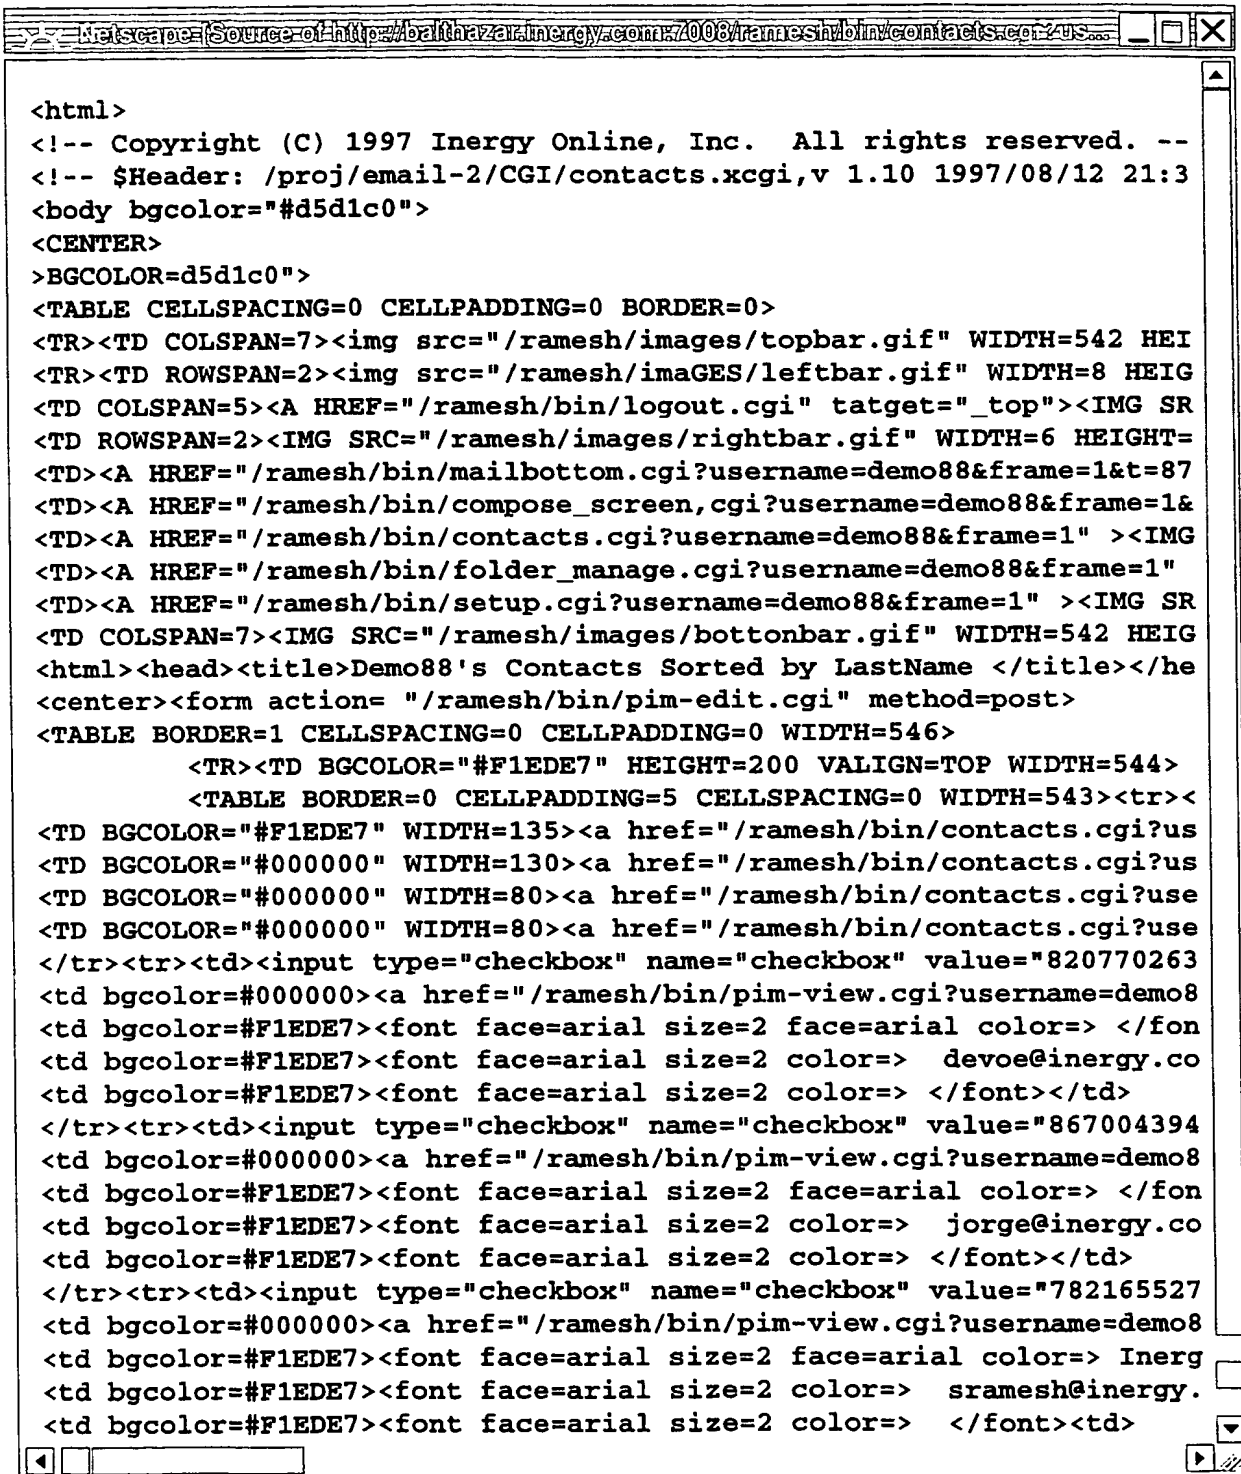 Netscape-[Source of http://balthazar.inergy.com:7008/ramesh/bin/contacts.cgi?us...
<html>
<!-- Copyright (C) 1997 Inergy Online, Inc.  All rights reserved. --
<!-- $Header: /proj/email-2/CGI/contacts.xcgi,v 1.10 1997/08/12 21:3
<body bgcolor="#d5d1c0">
<CENTER>
>BGCOLOR=d5d1c0">
<TABLE CELLSPACING=0 CELLPADDING=0 BORDER=0>
<TR><TD COLSPAN=7><img src="/ramesh/images/topbar.gif" WIDTH=542 HEI
<TR><TD ROWSPAN=2><img src="/ramesh/imaGES/leftbar.gif" WIDTH=8 HEIG
<TD COLSPAN=5><A HREF="/ramesh/bin/logout.cgi" tatget="_top"><IMG SR
<TD ROWSPAN=2><IMG SRC="/ramesh/images/rightbar.gif" WIDTH=6 HEIGHT=
<TD><A HREF="/ramesh/bin/mailbottom.cgi?username=demo88&frame=1&t=87
<TD><A HREF="/ramesh/bin/compose_screen,cgi?username=demo88&frame=1&
<TD><A HREF="/ramesh/bin/contacts.cgi?username=demo88&frame=1" ><IMG
<TD><A HREF="/ramesh/bin/folder_manage.cgi?username=demo88&frame=1"
<TD><A HREF="/ramesh/bin/setup.cgi?username=demo88&frame=1" ><IMG SR
<TD COLSPAN=7><IMG SRC="/ramesh/images/bottonbar.gif" WIDTH=542 HEIG
<html><head><title>Demo88's Contacts Sorted by LastName </title></he
<center><form action= "/ramesh/bin/pim-edit.cgi" method=post>
<TABLE BORDER=1 CELLSPACING=0 CELLPADDING=0 WIDTH=546>
<TR><TD BGCOLOR="#F1EDE7" HEIGHT=200 VALIGN=TOP WIDTH=544>
<TABLE BORDER=0 CELLPADDING=5 CELLSPACING=0 WIDTH=543><tr><
<TD BGCOLOR="#F1EDE7" WIDTH=135><a href="/ramesh/bin/contacts.cgi?us
<TD BGCOLOR="#000000" WIDTH=130><a href="/ramesh/bin/contacts.cgi?us
<TD BGCOLOR="#000000" WIDTH=80><a href="/ramesh/bin/contacts.cgi?use
<TD BGCOLOR="#000000" WIDTH=80><a href="/ramesh/bin/contacts.cgi?use
</tr><tr><td><input type="checkbox" name="checkbox" value="820770263
<td bgcolor=#000000><a href="/ramesh/bin/pim-view.cgi?username=demo8
<td bgcolor=#F1EDE7><font face=arial size=2 face=arial color=> </fon
<td bgcolor=#F1EDE7><font face=arial size=2 color=>  devoe@inergy.co
<td bgcolor=#F1EDE7><font face=arial size=2 color=> </font></td>
</tr><tr><td><input type="checkbox" name="checkbox" value="867004394
<td bgcolor=#000000><a href="/ramesh/bin/pim-view.cgi?username=demo8
<td bgcolor=#F1EDE7><font face=arial size=2 face=arial color=> </fon
<td bgcolor=#F1EDE7><font face=arial size=2 color=>  jorge@inergy.co
<td bgcolor=#F1EDE7><font face=arial size=2 color=> </font></td>
</tr><tr><td><input type="checkbox" name="checkbox" value="782165527
<td bgcolor=#000000><a href="/ramesh/bin/pim-view.cgi?username=demo8
<td bgcolor=#F1EDE7><font face=arial size=2 face=arial color=> Inerg
<td bgcolor=#F1EDE7><font face=arial size=2 color=>  sramesh@inergy.
<td bgcolor=#F1EDE7><font face=arial size=2 color=>  </font><td>